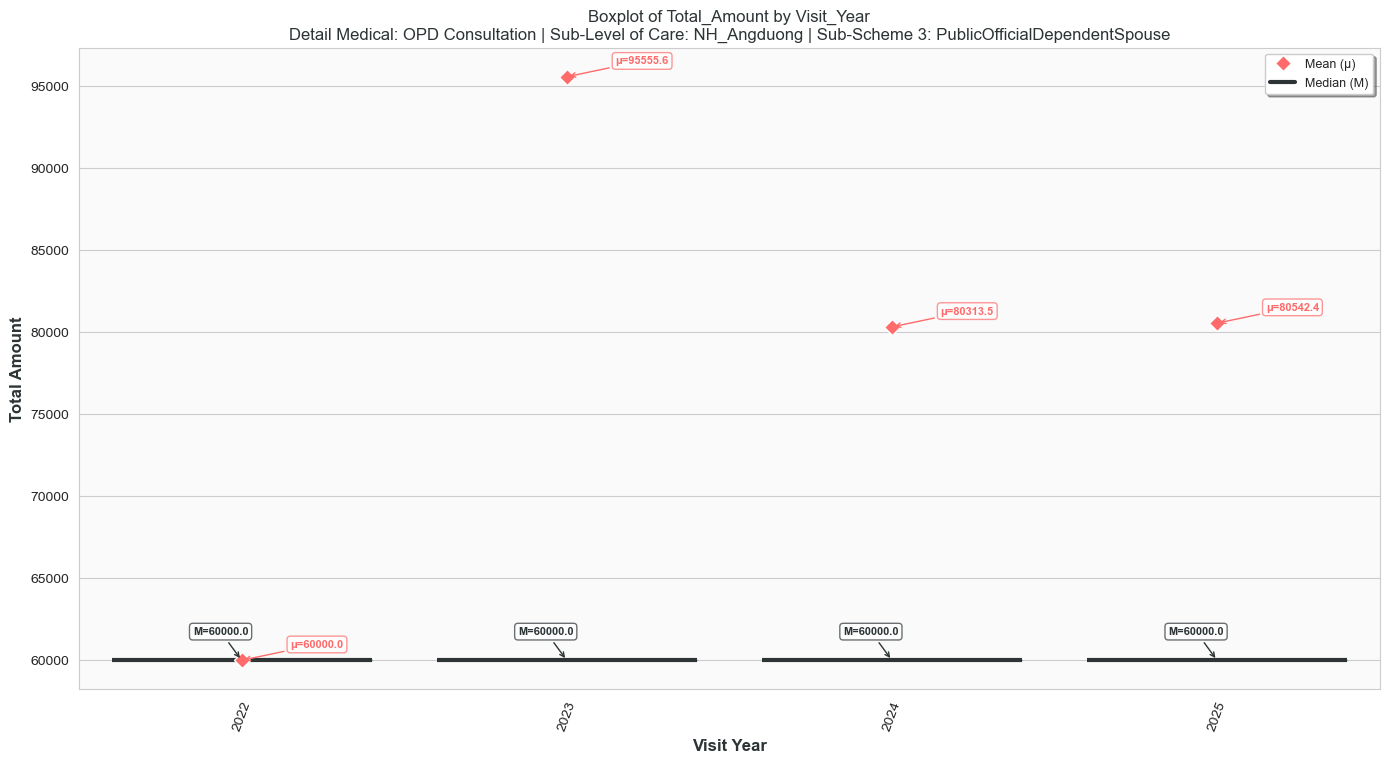 Boxplot of Total_Amount by Visit_Year
Detail Medical: OPD Consultation | Sub-Level of Care: NH_Angduong | Sub-Scheme 3: PublicOfficialDependentSpouse
Mean (μ)
Median (M)
Total Amount
95000
90000
85000
80000
75000
70000
65000
60000
μ=95555.6
μ=80313.5
μ=80542.4
M=60000.0
μ=60000.0
M=60000.0
M=60000.0
M=60000.0
2022
2023
2024
2025
Visit Year